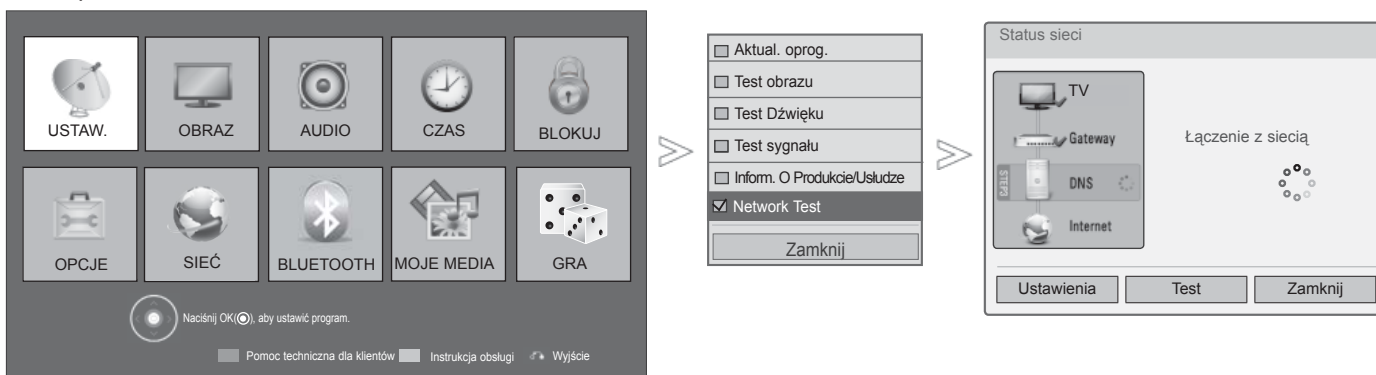 USTAW. OBRAZ AUDIO CZAS BLOKUJ
OPCJE SIEĆ BLUETOOTH MOJE MEDIA GRA
Naciśnij OK(◉), aby ustawić program.
Pomoc techniczna dla klientów Instrukcja obsługi Wyjście
Aktual. oprog.
Test obrazu
Test Dźwięku
Test sygnału
Inform. O Produkcie/Usłudze
Network Test
Zamknij
Status sieci
TV
Gateway
STEP3 DNS
Internet
Łączenie z siecią
Ustawienia Test Zamknij